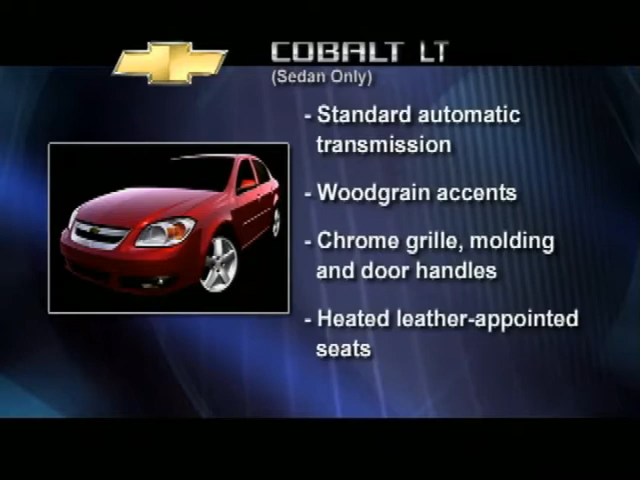 COBALT LT
(Sedan Only)
- Standard automatic
transmission
- Woodgrain accents
- Chrome grille, molding
and door handles
- Heated leather-appointed
seats